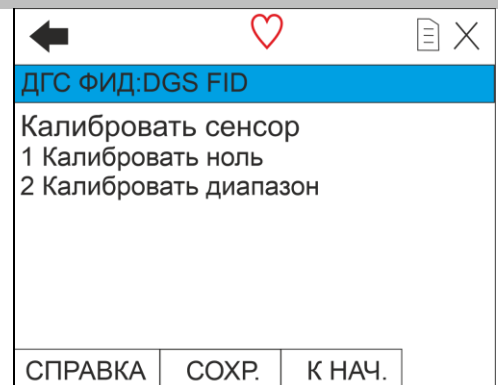 ДГС ФИД:DGS FID
Калибровать сенсор
1 Калибровать ноль
2 Калибровать диапазон
СПРАВКА СОХР. К НАЧ.